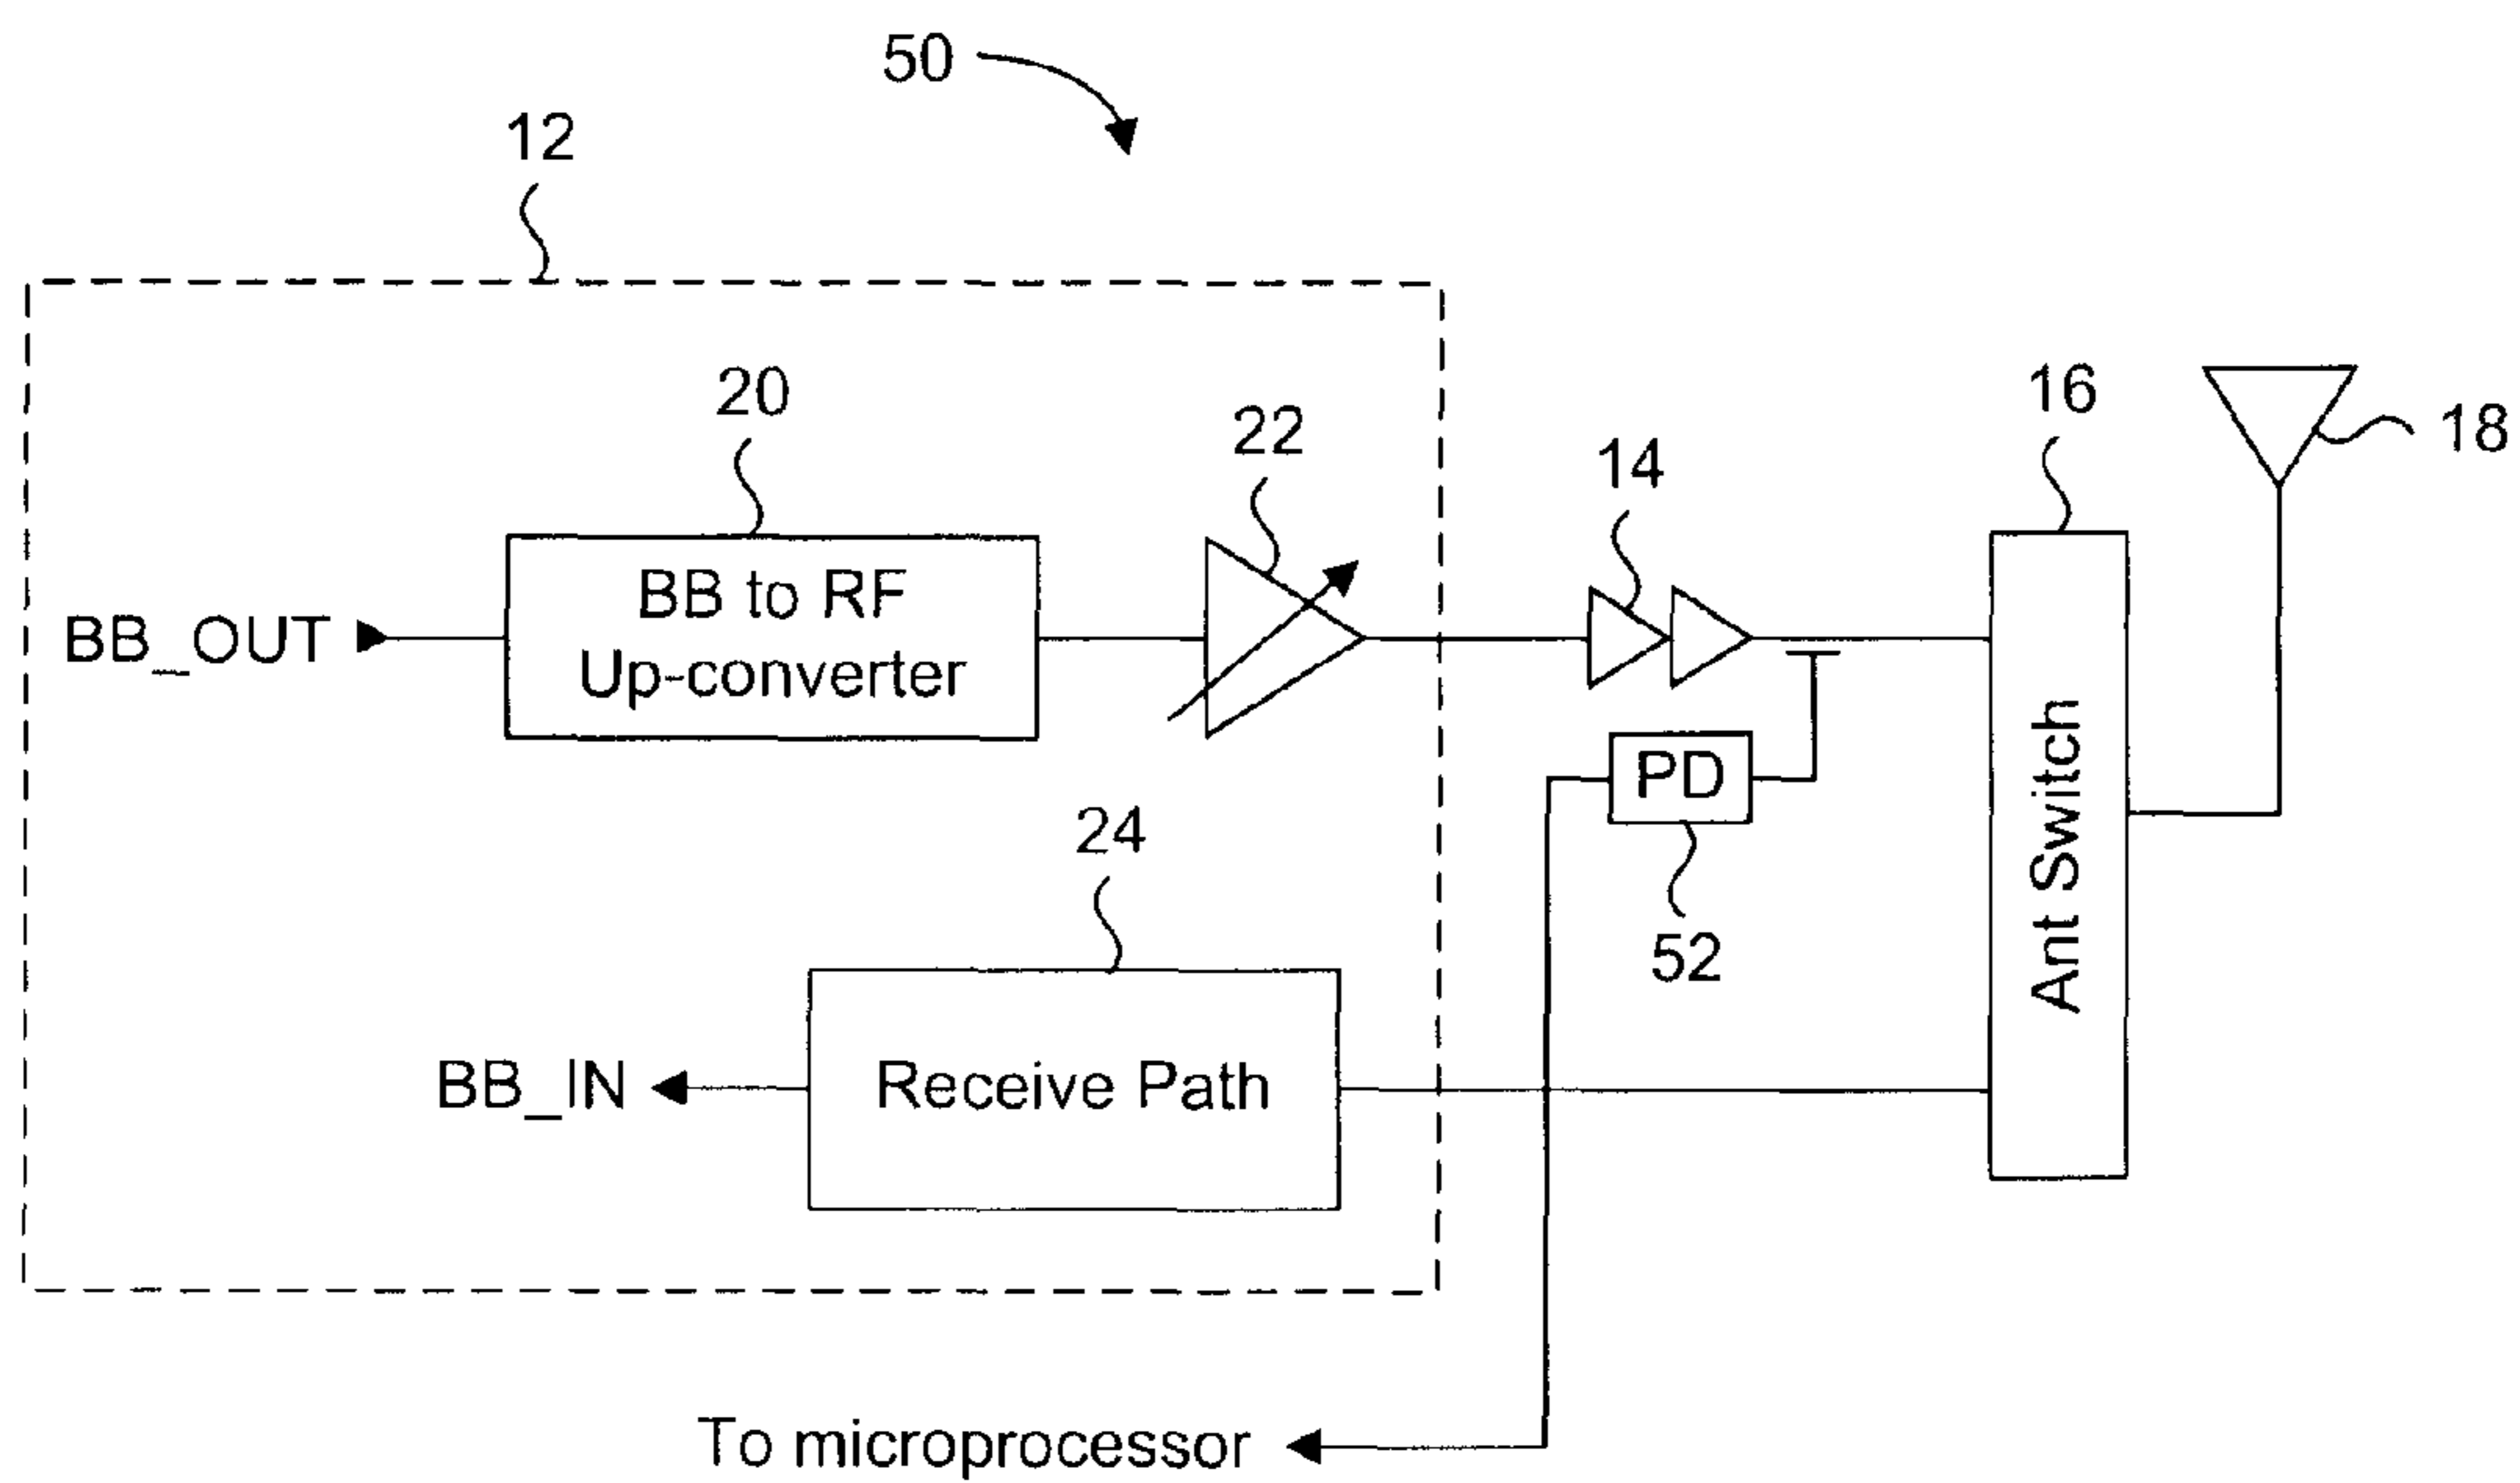 50
12
20
22
14
16
18
BB_OUT
BB to RF
Up-converter
PD
52
Ant Switch
24
BB_IN
Receive Path
To microprocessor